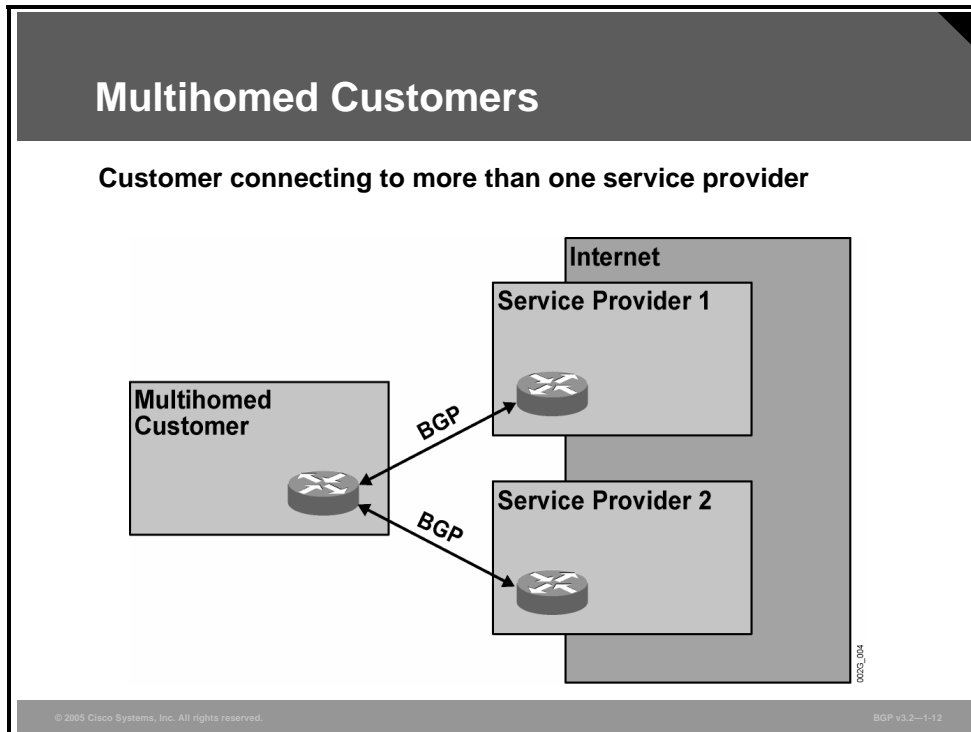 Multihomed Customers
Customer connecting to more than one service provider
Internet
Service Provider 1
Multihomed
Customer
BGP
BGP
Service Provider 2
002G_004
© 2005 Cisco Systems, Inc. All rights reserved.
BGP v3.2—1-12